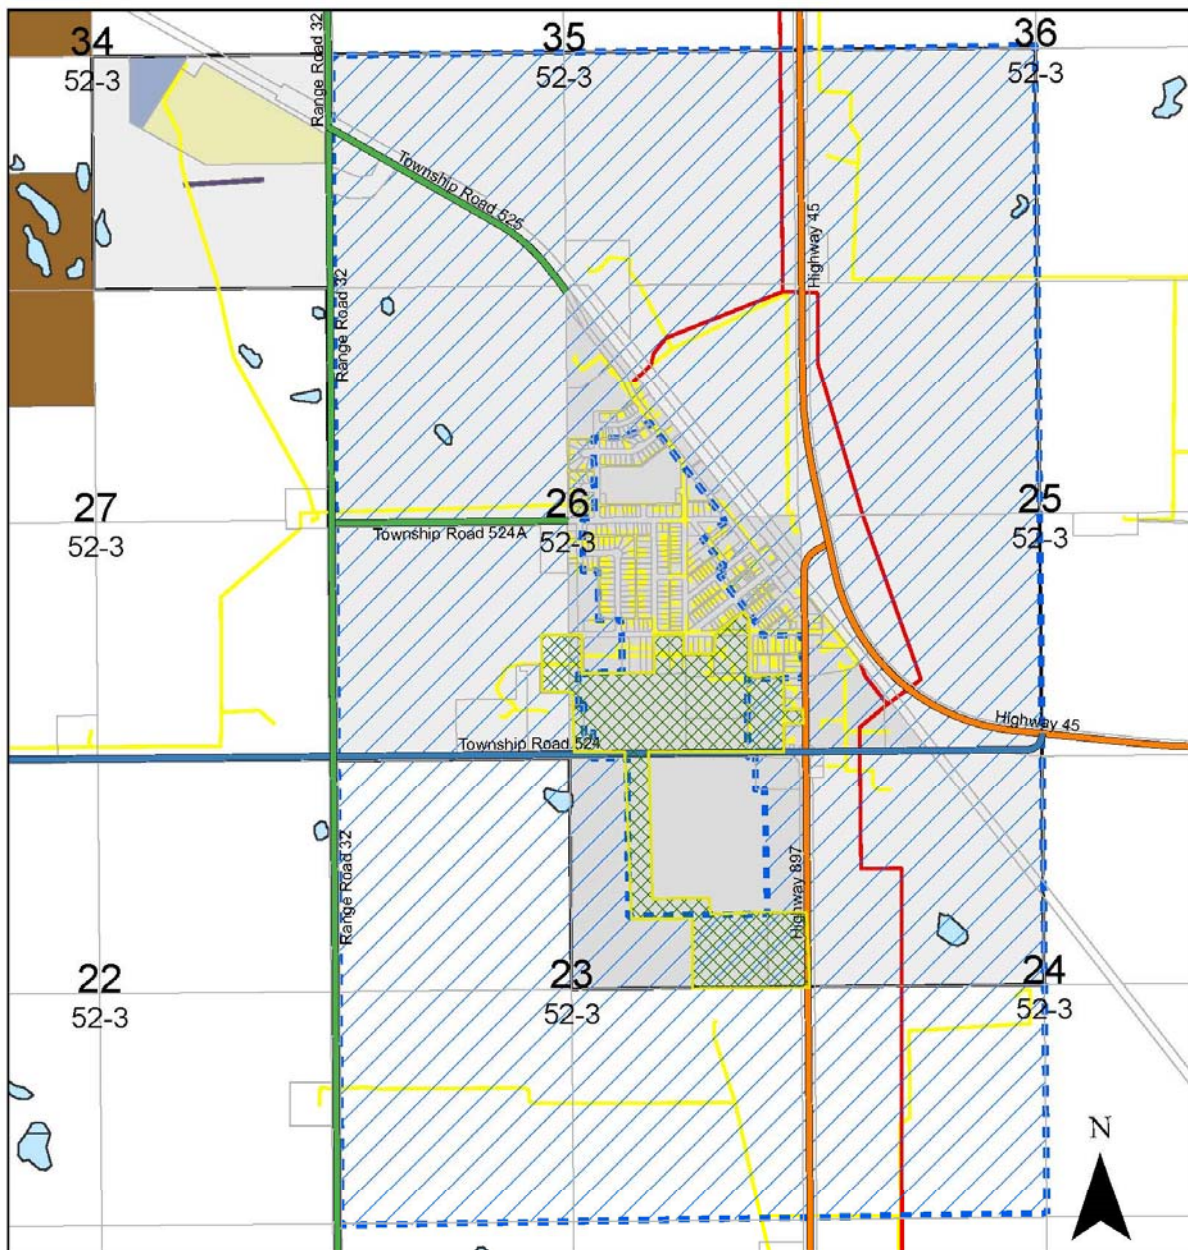 34
52-3
35
52-3
36
52-3
Range Road 32
Township Road 525
Highway 45
Range Road 32
27
52-3
26
52-3
25
52-3
Township Road 524A
Highway 45
Township Road 524
Range Road 32
Highway 897
22
52-3
23
52-3
24
52-3
N